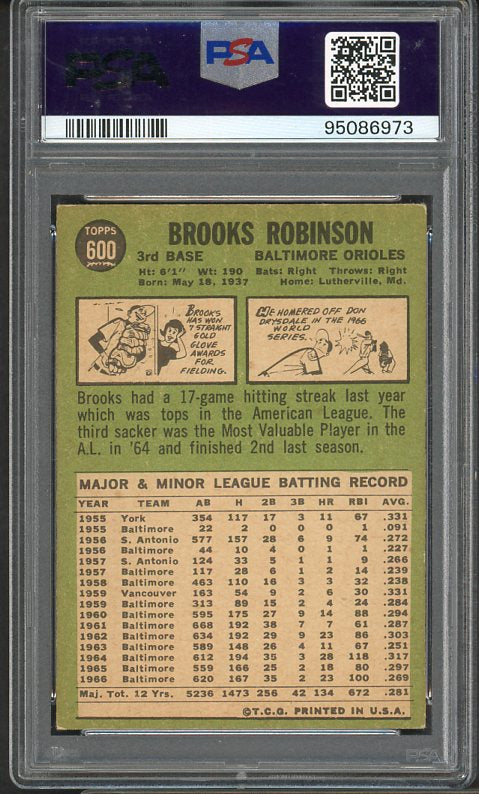 PSA
PSA
95086973
TOPPS
600
BROOKS ROBINSON
3rd BASE BALTIMORE ORIOLES
Ht: 6'1" Wt: 190 Bats: Right Throws: Right
Born: May 18, 1937 Home: Lutherville, Md.
BROOKS
HAS WON
7 STRAIGHT
GOLD
GLOVE
AWARDS
FOR
FIELDING.
HE HOMERED OFF DON
DRYSDALE IN THE 1966
WORLD
SERIES.
Brooks had a 17-game hitting streak last year
which was tops in the American League. The
third sacker was the Most Valuable Player in the
A.L. in '64 and finished 2nd last season.
MAJOR & MINOR LEAGUE BATTING RECORD
YEAR TEAM AB H 2B 3B HR RBI AVG.
1955 York 354 117 17 3 11 67 .331
1955 Baltimore 22 2 0 0 0 1 .091
1956 S. Antonio 577 157 28 6 9 74 .272
1956 Baltimore 44 10 4 0 1 1 .227
1957 S. Antonio 124 33 5 1 1 9 .266
1957 Baltimore 117 28 6 1 2 14 .239
1958 Baltimore 463 110 16 3 3 32 .238
1959 Vancouver 163 54 9 2 6 30 .331
1959 Baltimore 313 89 15 2 4 24 .284
1960 Baltimore 595 175 27 9 14 88 .294
1961 Baltimore 668 192 38 7 7 61 .287
1962 Baltimore 634 192 29 9 23 86 .303
1963 Baltimore 589 148 26 4 11 67 .251
1964 Baltimore 612 194 35 3 28 118 .317
1965 Baltimore 559 166 25 2 18 80 .297
1966 Baltimore 620 167 35 2 23 100 .269
Maj. Tot. 12 Yrs. 5236 1473 256 42 134 672 .281
©T.C.G. PRINTED IN U.S.A.
PSA